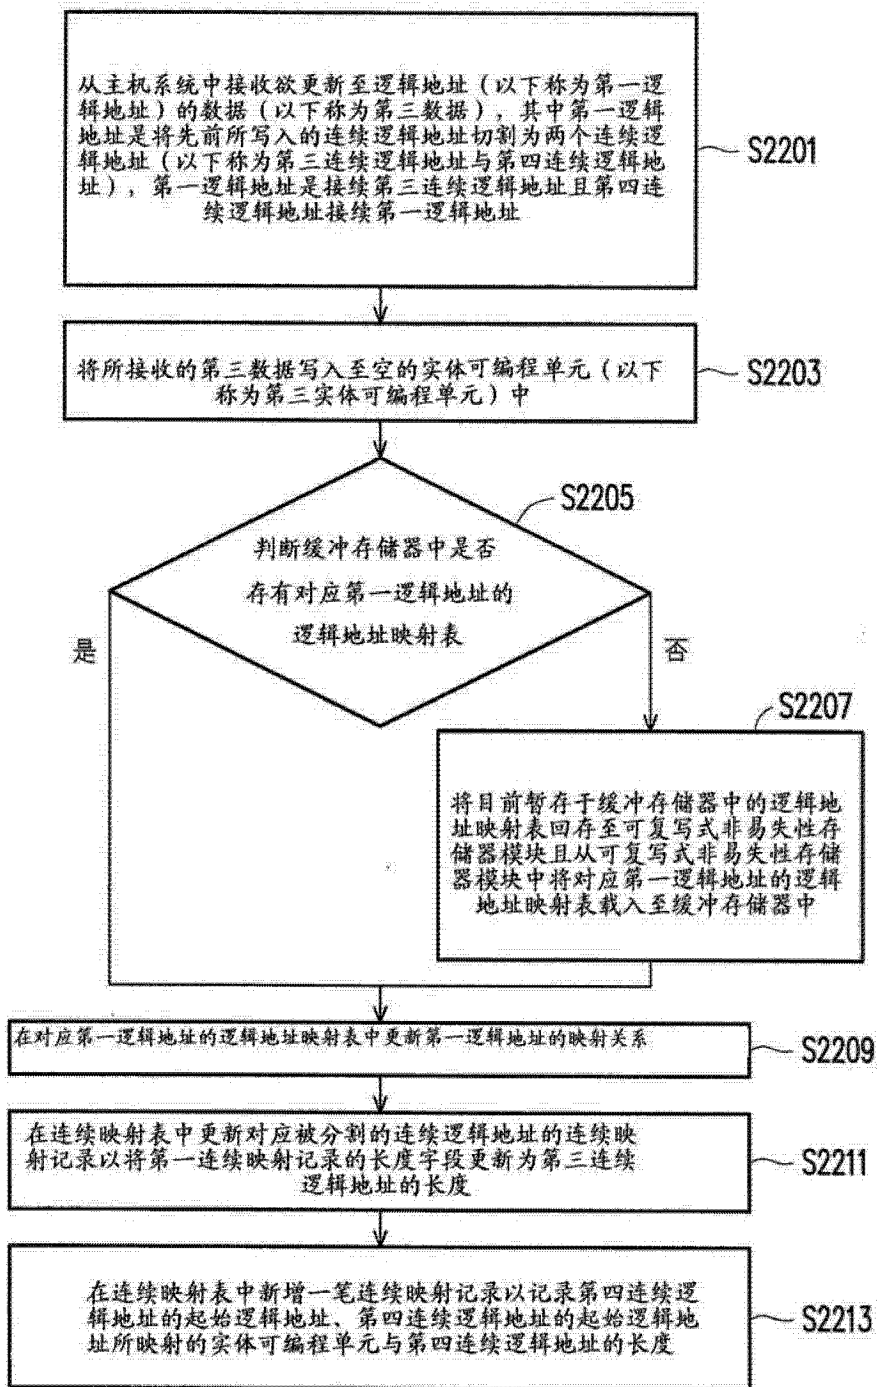 从主机系统中接收欲更新至逻辑地址（以下称为第一逻
辑地址）的数据（以下称为第三数据），其中第一逻辑
地址是将先前所写入的连续逻辑地址切割为两个连续逻
辑地址（以下称为第三连续逻辑地址与第四连续逻辑地
址），第一逻辑地址是接续第三连续逻辑地址且第四连
续逻辑地址接续第一逻辑地址
S2201
将所接收的第三数据写入至空的实体可编程单元（以下
称为第三实体可编程单元）中
S2203
S2205
判断缓冲存储器中是否
存有对应第一逻辑地址的
逻辑地址映射表
是
否
S2207
将目前暂存于缓冲存储器中的逻辑地
址映射表回存至可复写式非易失性存
储器模块且从可复写式非易失性存储
器模块中将对应第一逻辑地址的逻辑
地址映射表载入至缓冲存储器中
在对应第一逻辑地址的逻辑地址映射表中更新第一逻辑地址的映射关系
S2209
在连续映射表中更新对应被分割的连续逻辑地址的连续映
射记录以将第一连续映射记录的长度字段更新为第三连续
逻辑地址的长度
S2211
在连续映射表中新增一笔连续映射记录以记录第四连续逻
辑地址的起始逻辑地址、第四连续逻辑地址的起始逻辑地
址所映射的实体可编程单元与第四连续逻辑地址的长度
S2213